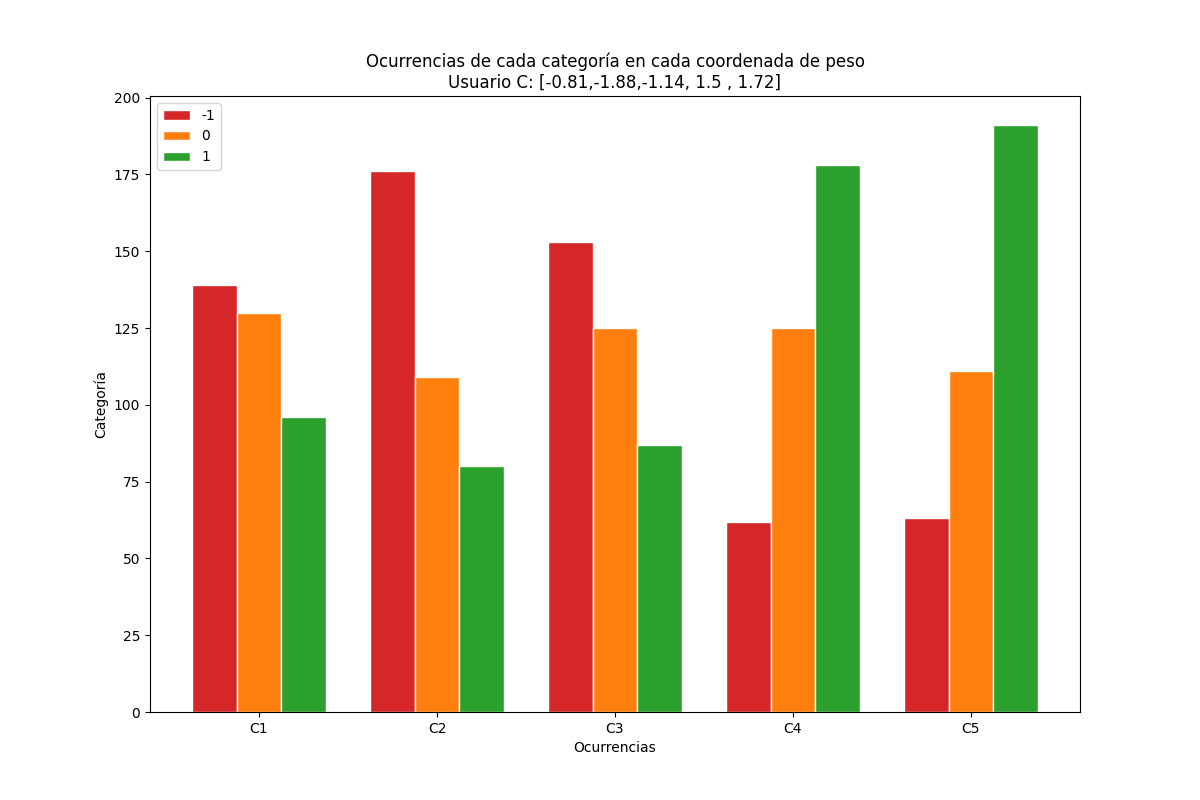 Ocurrencias de cada categoría en cada coordenada de peso
Usuario C: [-0.81,-1.88,-1.14, 1.5 , 1.72]
-1
0
1
200
175
150
125
100
75
50
25
0
Categoría
C1 C2 C3 C4 C5
Ocurrencias